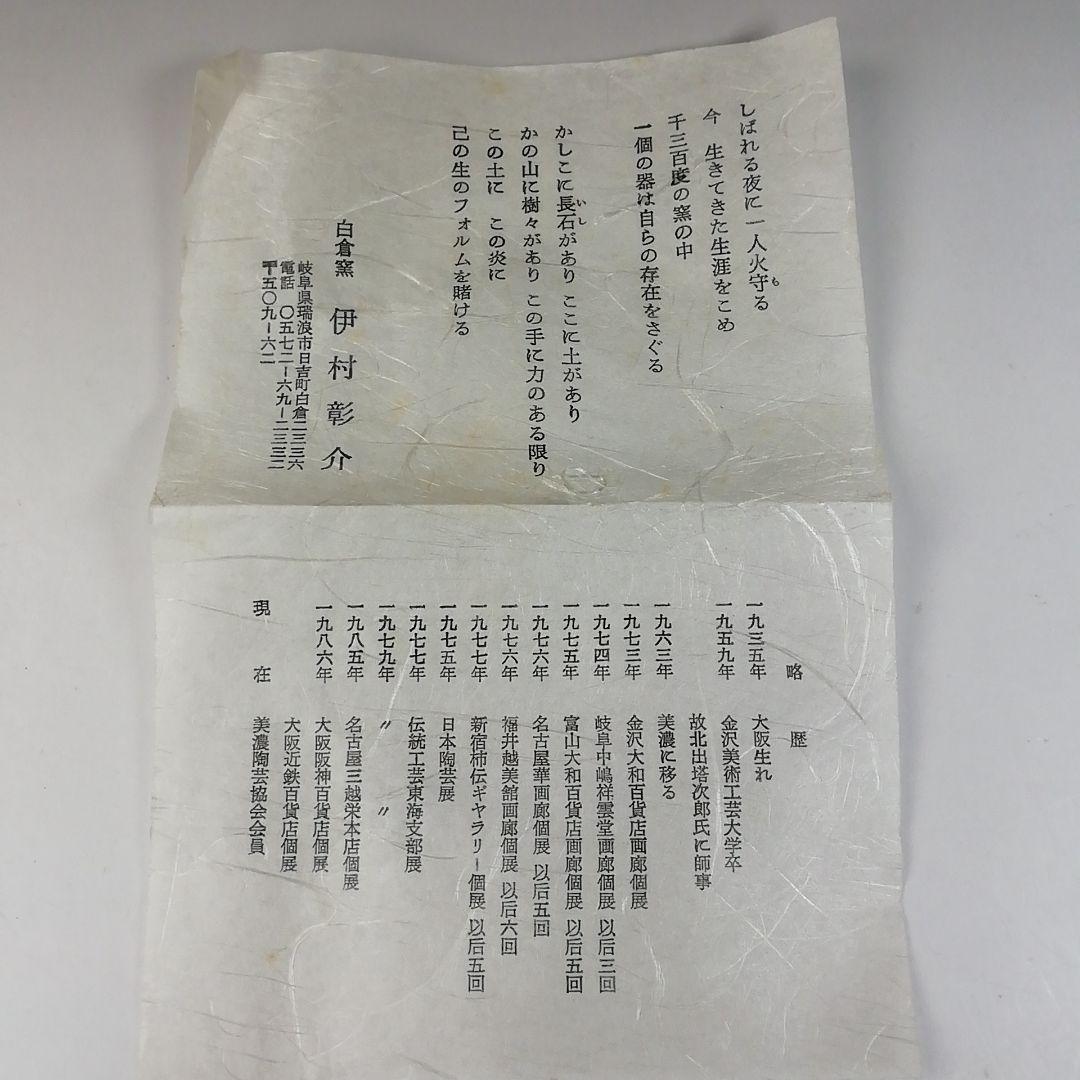 しばれる夜に一人火守る
も
今 生きてきた生涯をこめ
千三百度の窯の中
一個の器は自らの存在をさぐる
かしこに長石があり ここに土があり
いし
かの山に樹々があり この手に力のある限り
この土に この炎に
己の生のフォルムを賭ける
白倉窯 伊村彰介
岐阜県瑞浪市日吉町白倉二三三六
電話 〇五七二ー六九ー二三三二
〒五〇九ー六二
略歴
一九三五年 大阪生れ
一九五九年 金沢美術工芸大学卒
故北出塔次郎氏に師事
一九六三年 美濃に移る
一九七三年 金沢大和百貨店画廊個展
一九七四年 岐阜中嶋祥雲堂画廊個展 以后三回
一九七五年 富山大和百貨店画廊個展 以后五回
一九七六年 名古屋華画廊個展 以后五回
一九七六年 福井越美館画廊個展 以后六回
一九七七年 新宿柿伝ギヤラリー個展 以后五回
一九七五年 日本陶芸展
一九七七年 伝統工芸東海支部展
一九七九年 〃 〃
一九八五年 名古屋三越栄本店個展
一九八六年 大阪阪神百貨店個展
大阪近鉄百貨店個展
現在 美濃陶芸協会会員